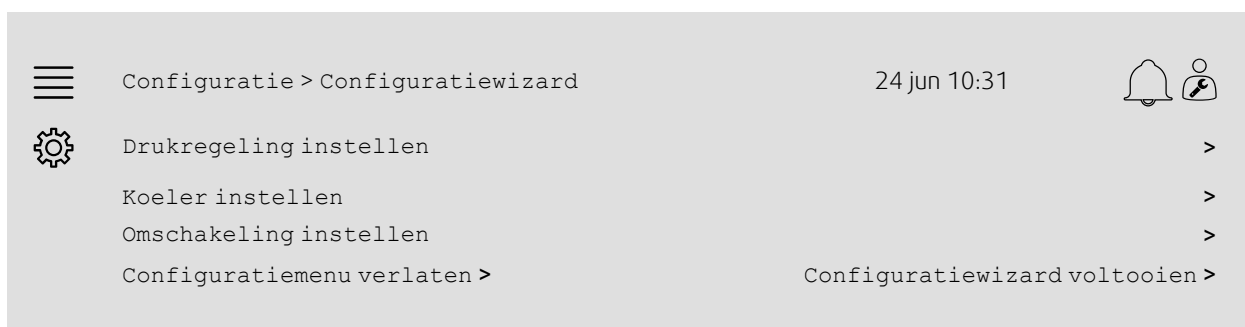 Configuratie > Configuratiewizard 24 jun 10:31
Drukregeling instellen >
Koeler instellen >
Omschakeling instellen >
Configuratiemenu verlaten > Configuratiewizard voltooien >